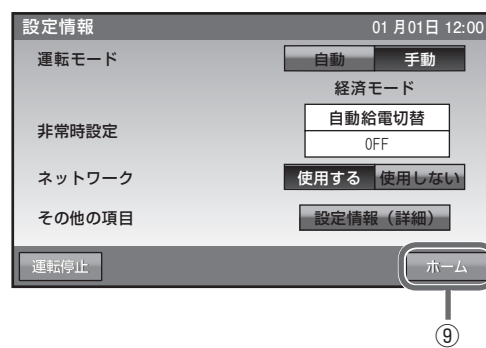 設定情報 01月01日 12:00
運転モード 自動 手動
経済モード
非常時設定 自動給電切替
OFF
ネットワーク 使用する 使用しない
その他の項目 設定情報（詳細）
運転停止 ホーム
⑨